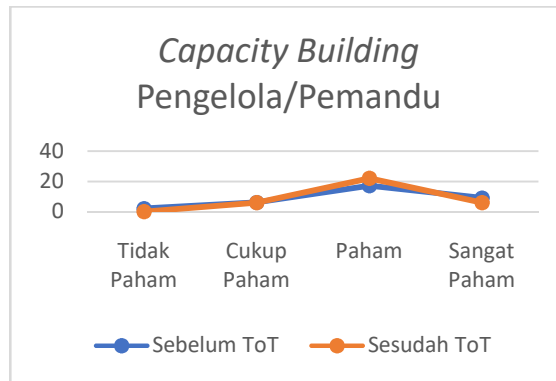 Capacity Building
Pengelola/Pemandu
40
20
0
Tidak Paham
Cukup Paham
Paham
Sangat Paham
Sebelum ToT
Sesudah ToT